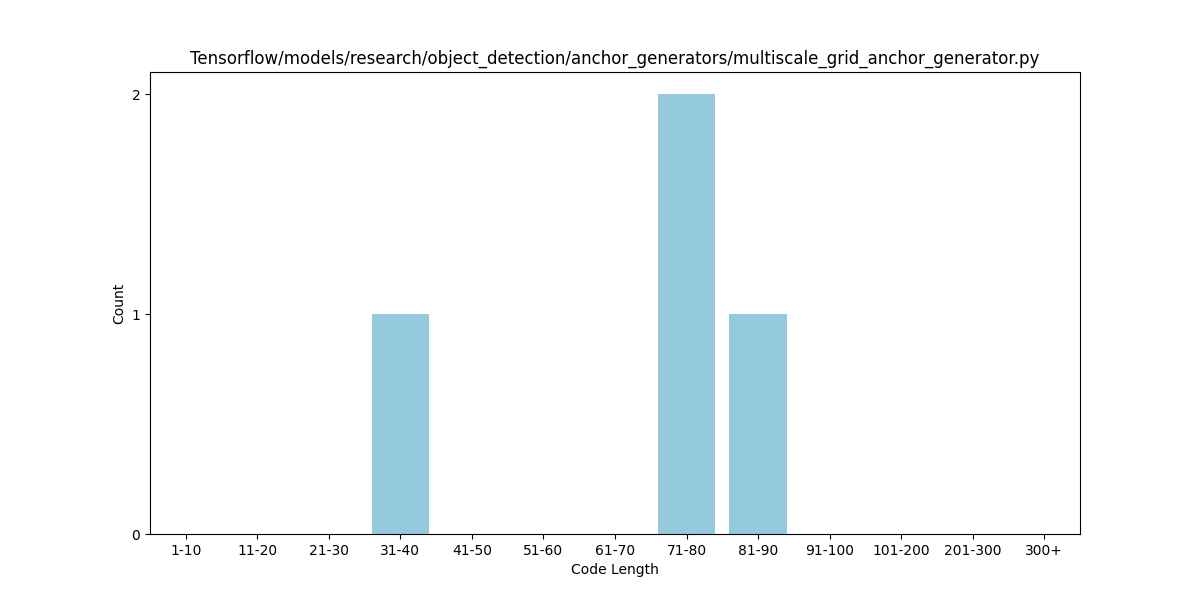 Tensorflow/models/research/object_detection/anchor_generators/multiscale_grid_anchor_generator.py
2
1
0
Count
1-10 11-20 21-30 31-40 41-50 51-60 61-70 71-80 81-90 91-100 101-200 201-300 300+
Code Length